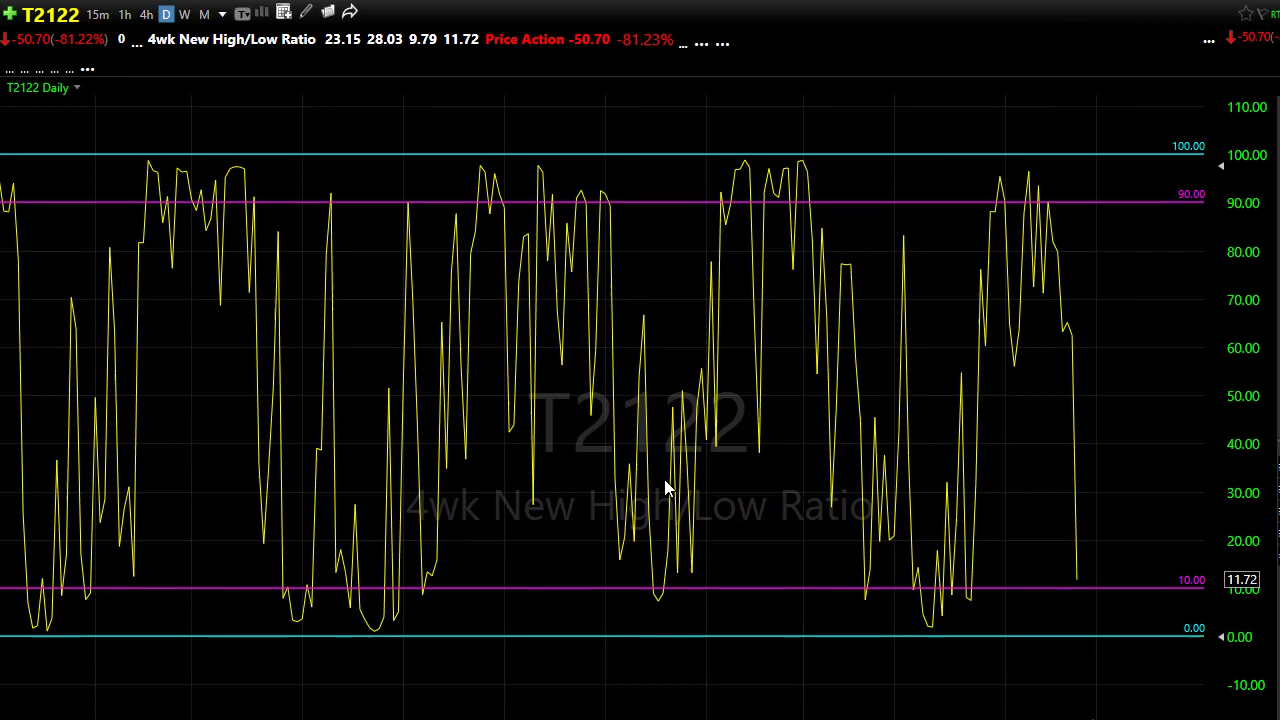 T2122 15m 1h 4h D W M T RT
-50.70(-81.22%) 0 ... 4wk New High/Low Ratio 23.15 28.03 9.79 11.72 Price Action -50.70 -81.23% ... ... ... ... -50.70(-
... ... ... ... ... ...
T2122 Daily
110.00
100.00 100.00
90.00 90.00
80.00
70.00
60.00
50.00
T2122
40.00
30.00
4wk New High/Low Ratio
20.00
11.72
10.00 10.00
0.00 0.00
-10.00